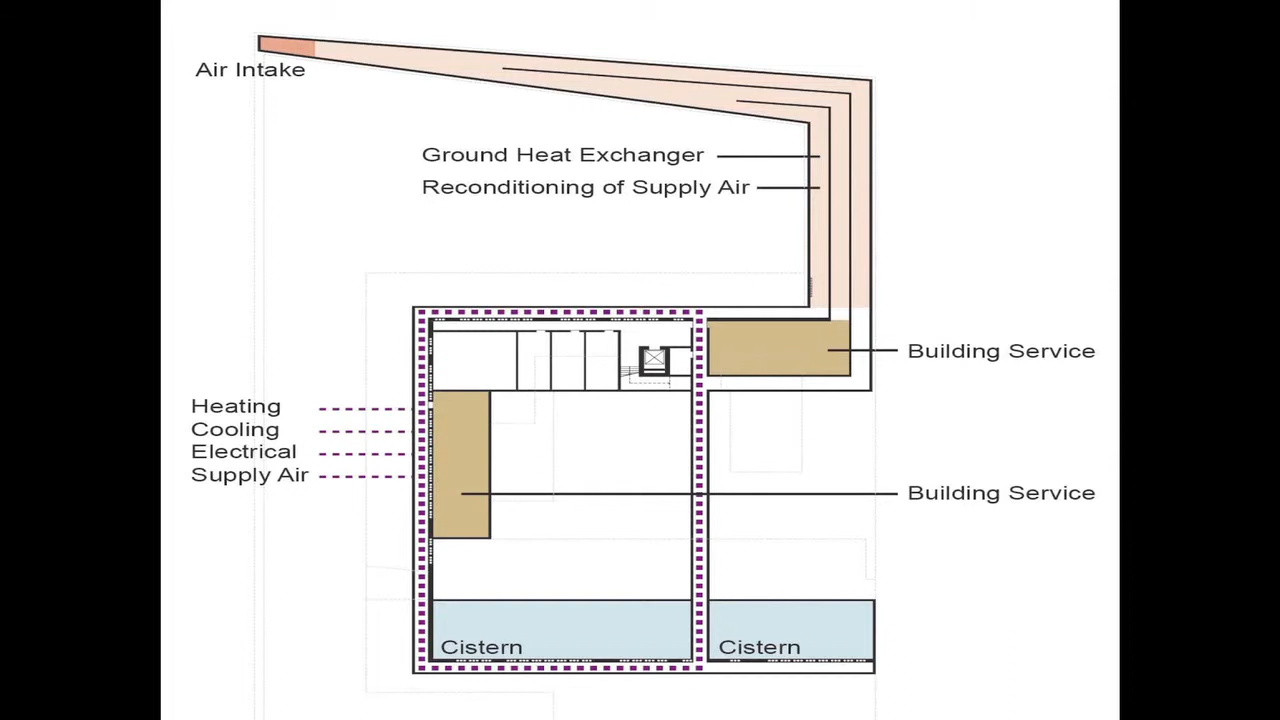 Air Intake
Ground Heat Exchanger
Reconditioning of Supply Air
Building Service
Heating
Cooling
Electrical
Supply Air
Building Service
Cistern
Cistern